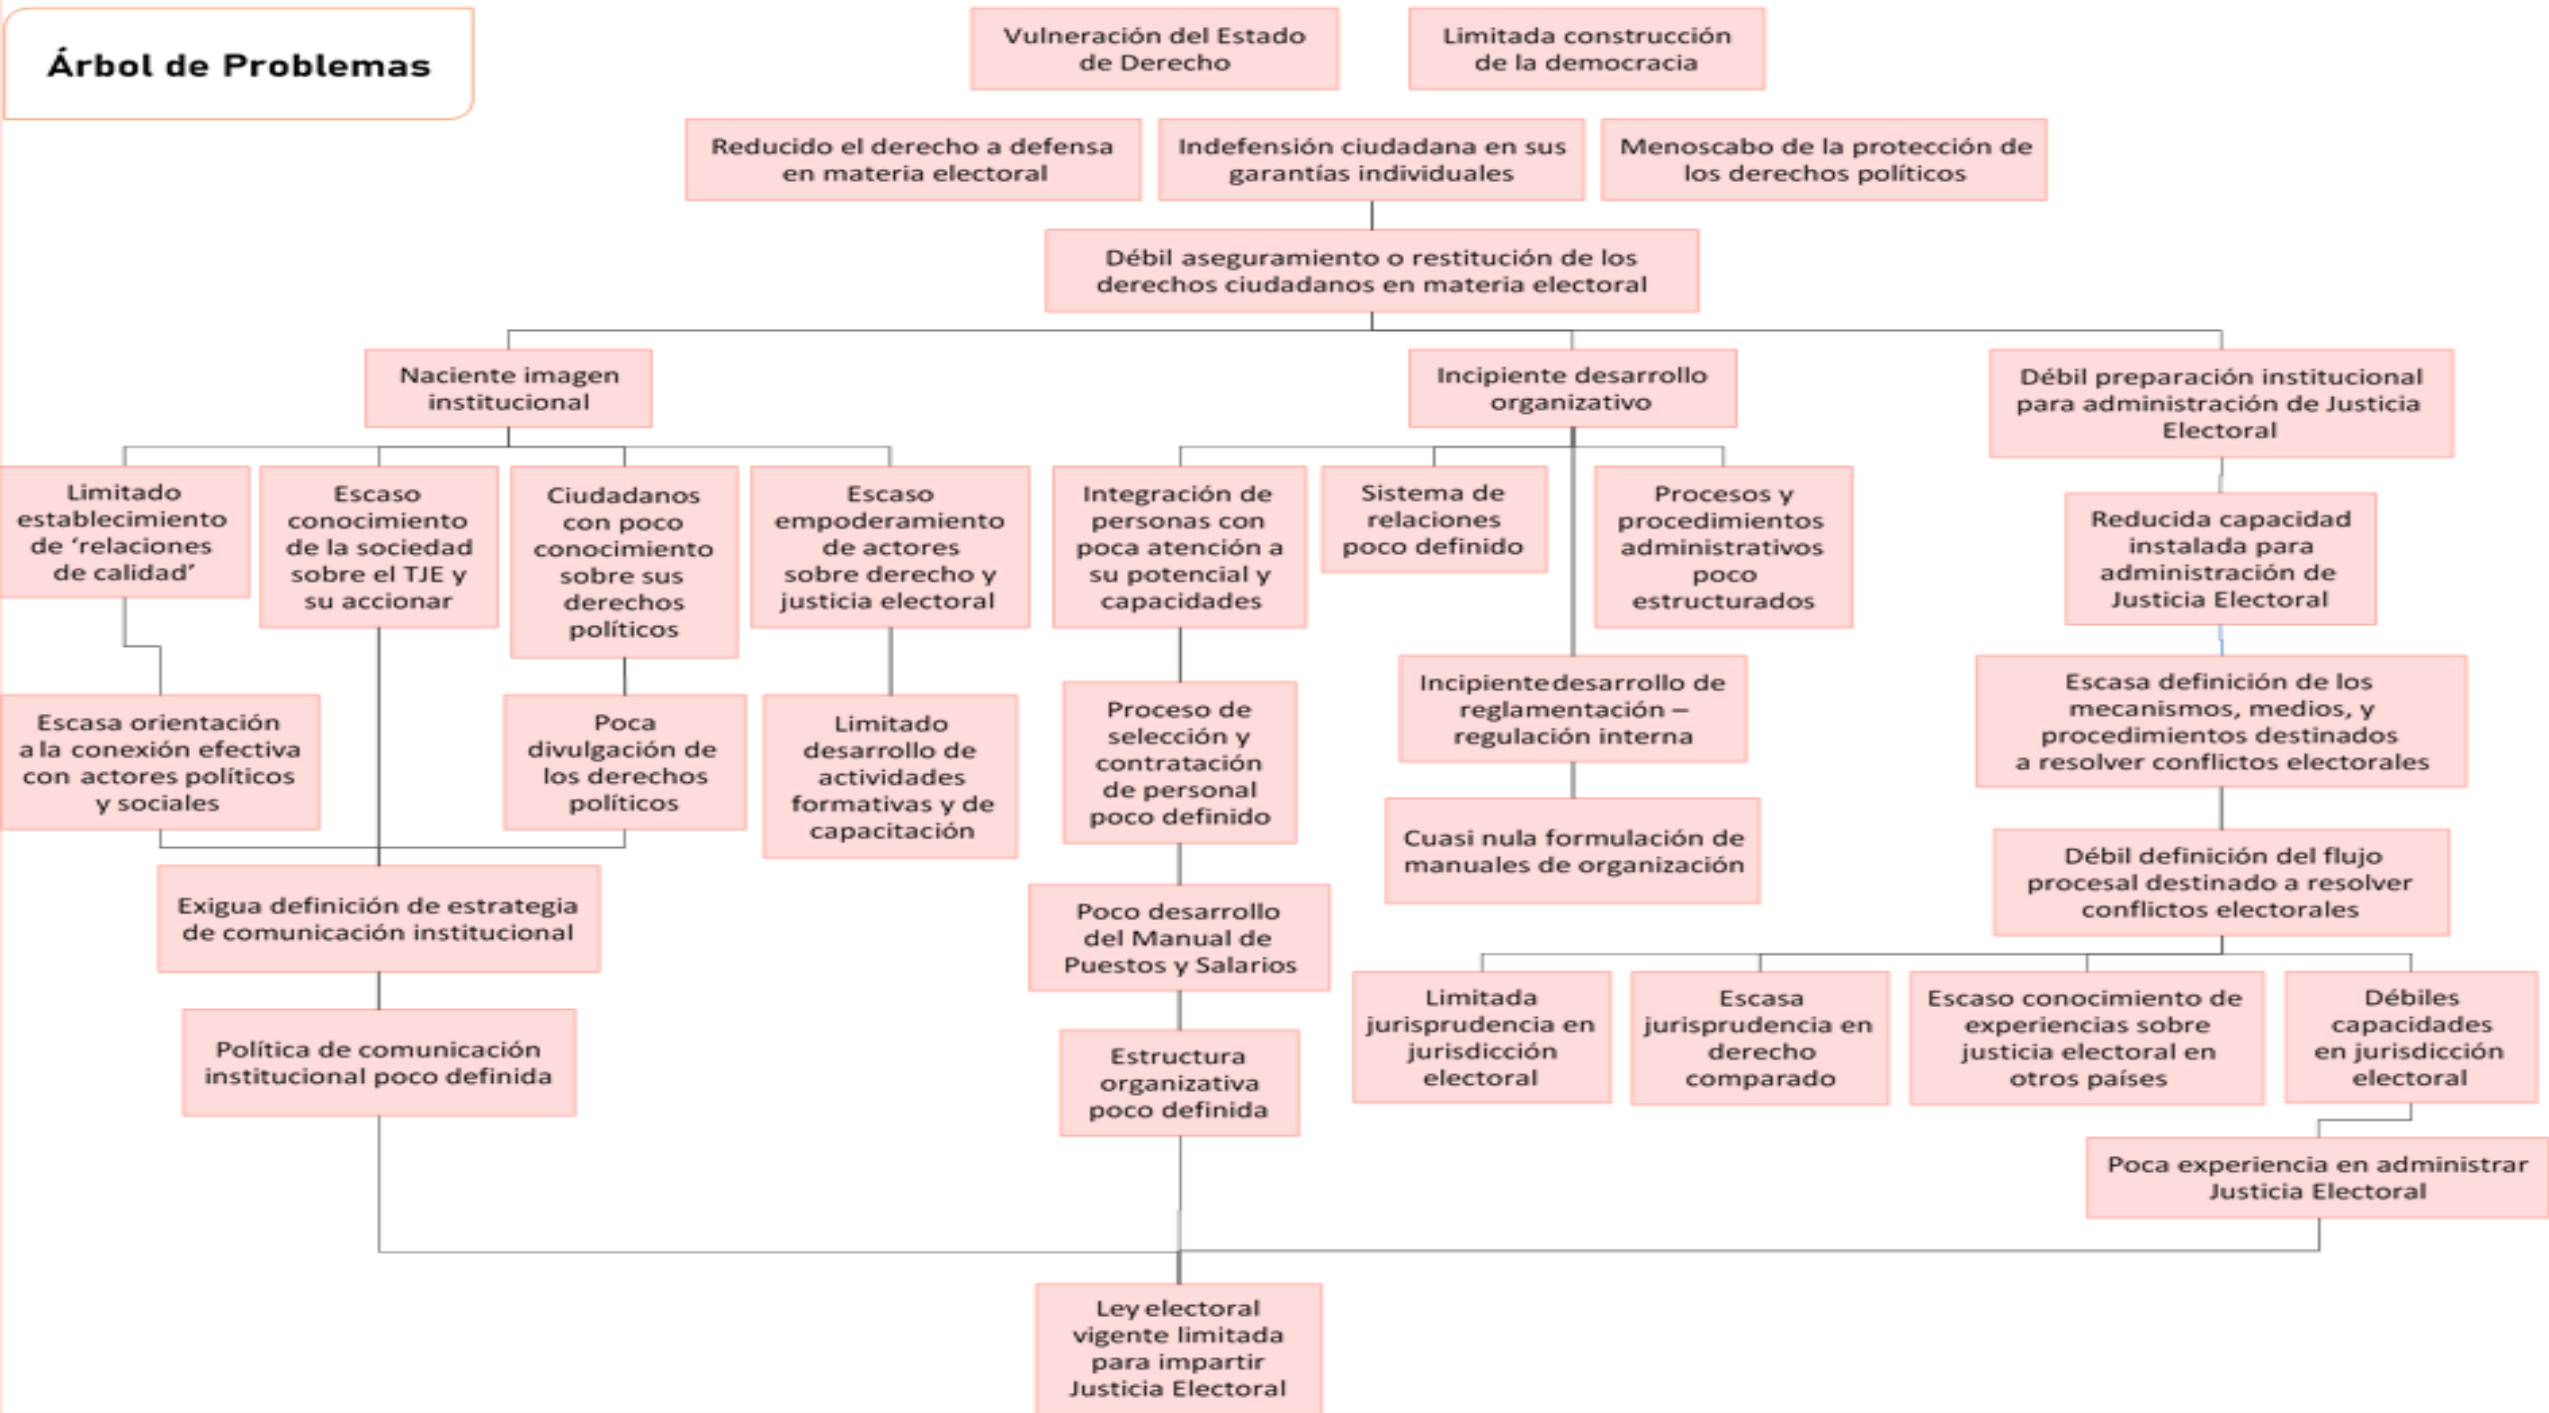 Árbol de Problemas
Vulneración del Estado
de Derecho
Limitada construcción
de la democracia
Reducido el derecho a defensa
en materia electoral
Indefensión ciudadana en sus
garantías individuales
Menoscabo de la protección de
los derechos políticos
Débil aseguramiento o restitución de los
derechos ciudadanos en materia electoral
Naciente imagen
institucional
Incipiente desarrollo
organizativo
Débil preparación institucional
para administración de Justicia
Electoral
Limitado
establecimiento
de ‘relaciones
de calidad’
Escaso
conocimiento
de la sociedad
sobre el TJE y
su accionar
Ciudadanos
con poco
conocimiento
sobre sus
derechos
políticos
Escaso
empoderamiento
de actores
sobre derecho y
justicia electoral
Integración de
personas con
poca atención a
su potencial y
capacidades
Sistema de
relaciones
poco definido
Procesos y
procedimientos
administrativos
poco
estructurados
Reducida capacidad
instalada para
administración de
Justicia Electoral
Escasa orientación
a la conexión efectiva
con actores políticos
y sociales
Poca
divulgación de
los derechos
políticos
Limitado
desarrollo de
actividades
formativas y de
capacitación
Proceso de
selección y
contratación
de personal
poco definido
Incipiente desarrollo de
reglamentación –
regulación interna
Escasa definición de los
mecanismos, medios, y
procedimientos destinados
a resolver conflictos electorales
Cuasi nula formulación de
manuales de organización
Débil definición del flujo
procesal destinado a resolver
conflictos electorales
Exigua definición de estrategia
de comunicación institucional
Poco desarrollo
del Manual de
Puestos y Salarios
Política de comunicación
institucional poco definida
Estructura
organizativa
poco definida
Limitada
jurisprudencia en
jurisdicción
electoral
Escasa
jurisprudencia en
derecho
comparado
Escaso conocimiento de
experiencias sobre
justicia electoral en
otros países
Débiles
capacidades
en jurisdicción
electoral
Poca experiencia en administrar
Justicia Electoral
Ley electoral
vigente limitada
para impartir
Justicia Electoral